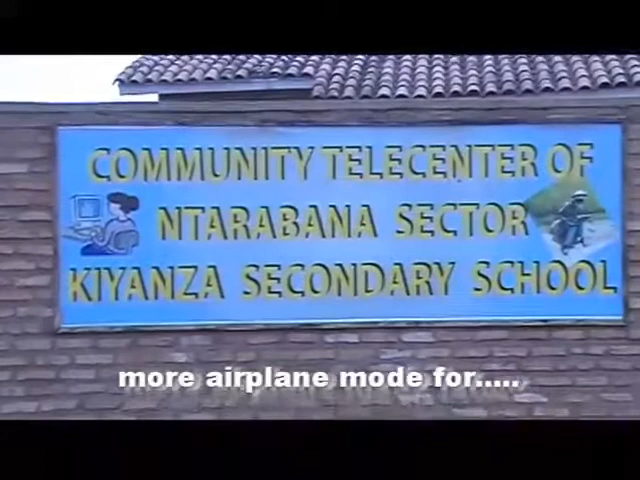 COMMUNITY TELECENTER OF
NTARABANA SECTOR
KIYANZA SECONDARY SCHOOL
more airplane mode for.....